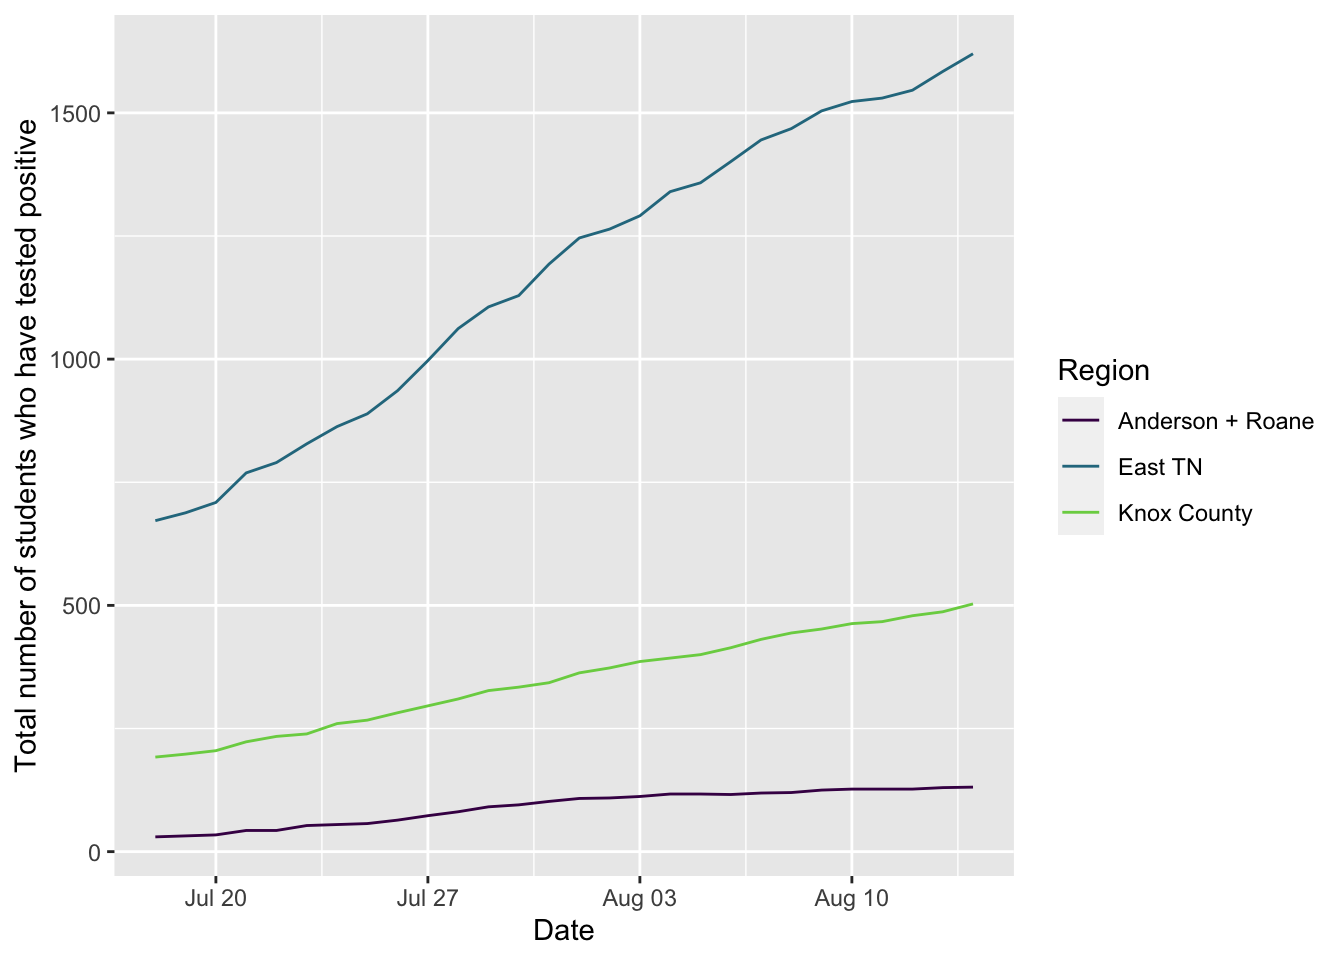 Total number of students who have tested positive
1500
1000
500
0
Jul 20
Jul 27
Aug 03
Aug 10
Date
Region
Anderson + Roane
East TN
Knox County